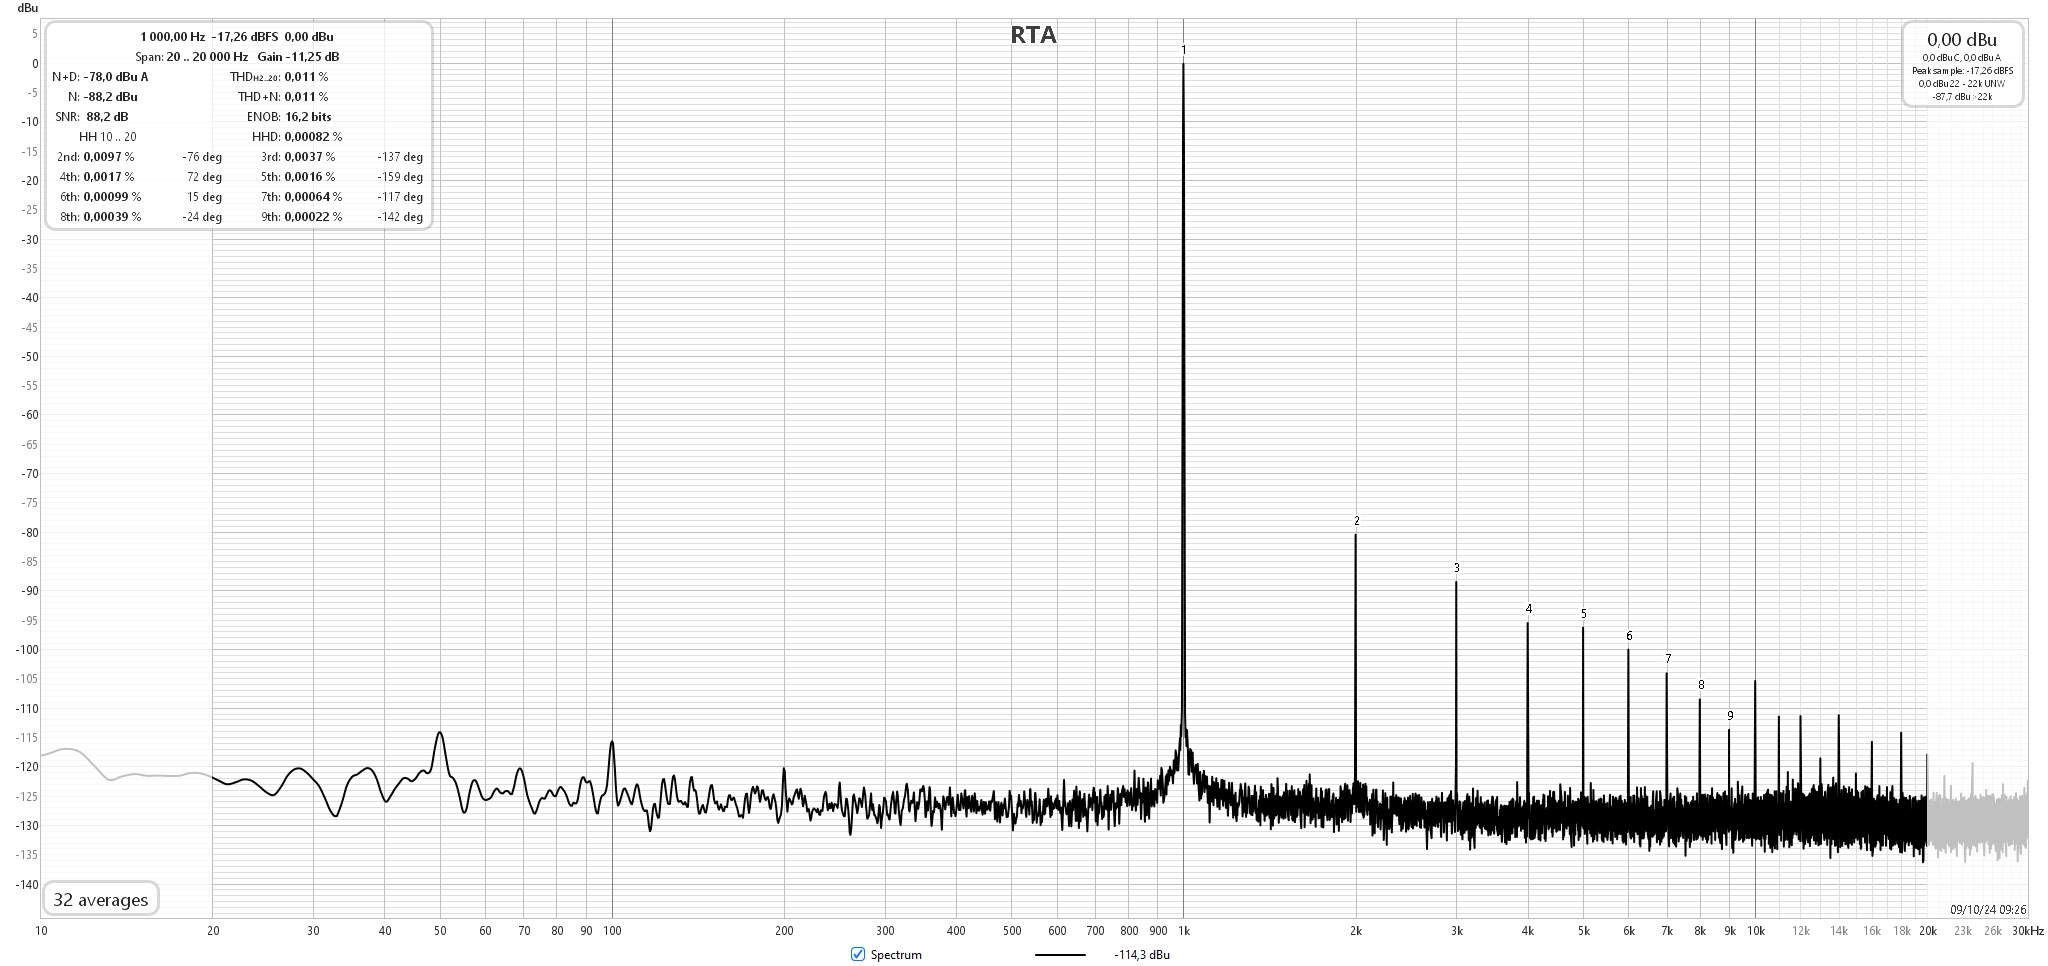 dBu
RTA
1 000,00 Hz -17,26 dBFS 0,00 dBu
Span: 20 .. 20 000 Hz Gain -11,25 dB
N+D: -78,0 dBu A THDH2..20: 0,011 %
N: -88,2 dBu THD+N: 0,011 %
SNR: 88,2 dB ENOB: 16,2 bits
HH 10 .. 20 HHD: 0,00082 %
2nd: 0,0097 % -76 deg 3rd: 0,0037 % -137 deg
4th: 0,0017 % 72 deg 5th: 0,0016 % -159 deg
6th: 0,00099 % 15 deg 7th: 0,00064 % -117 deg
8th: 0,00039 % -24 deg 9th: 0,00022 % -142 deg
0,00 dBu
0,0 dBu C, 0,0 dBu A
Peak sample: -17,26 dBFS
0,0 dBu 22 - 22k UNW
-87,7 dBu >22k
5
0
-5
-10
-15
-20
-25
-30
-35
-40
-45
-50
-55
-60
-65
-70
-75
-80
-85
-90
-95
-100
-105
-110
-115
-120
-125
-130
-135
-140
1
2
3
4
5
6
7
8
9
32 averages
09/10/24 09:26
10 20 30 40 50 60 70 80 90 100 200 300 400 500 600 700 800 900 1k 2k 3k 4k 5k 6k 7k 8k 9k 10k 12k 14k 16k 18k 20k 23k 26k 30kHz
Spectrum -114,3 dBu